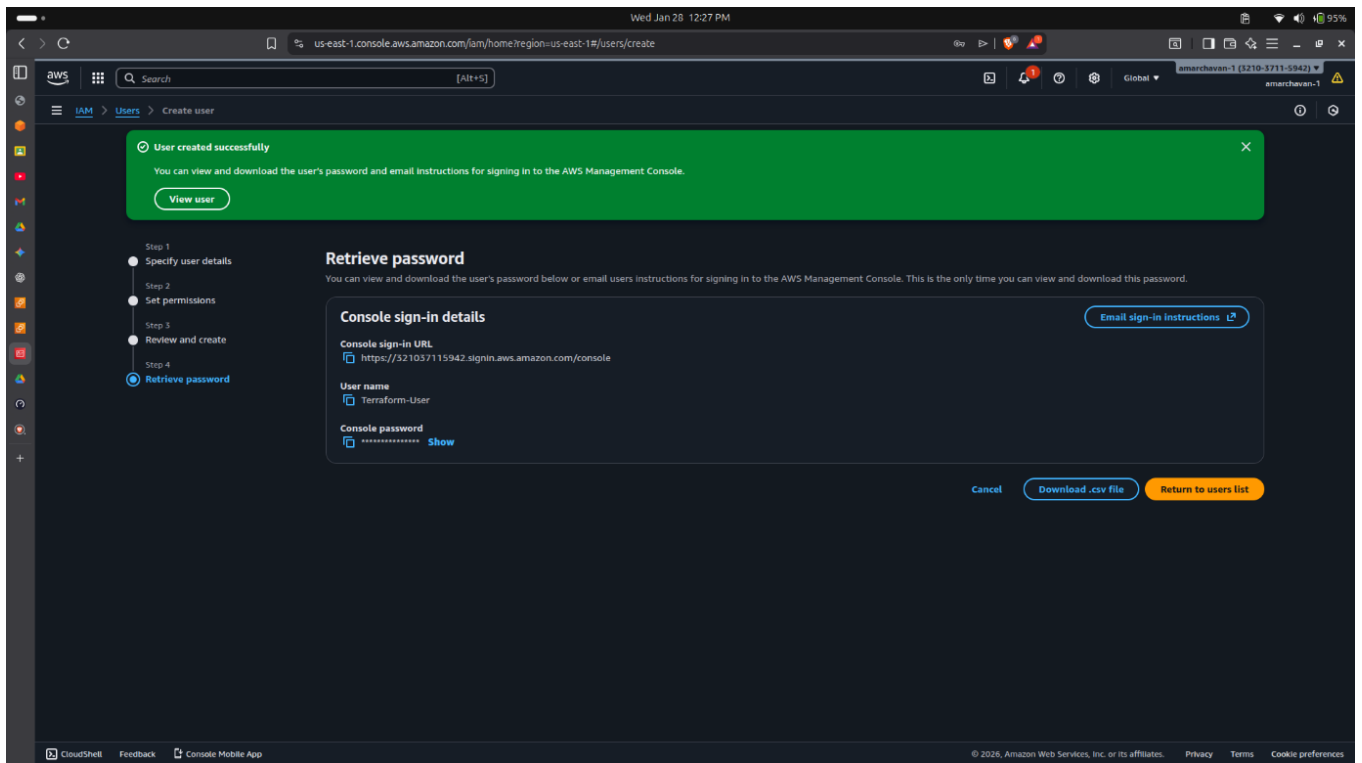 Wed Jan 28 12:27 PM
95%
us-east-1.console.aws.amazon.com/iam/home?region=us-east-1#/users/create
aws
Search
[Alt+S]
1
Global
amarchavan-1 (3210-3711-5942)
amarchavan-1
IAM > Users > Create user
User created successfully
You can view and download the user's password and email instructions for signing in to the AWS Management Console.
View user
Step 1
Specify user details
Step 2
Set permissions
Step 3
Review and create
Step 4
Retrieve password
Retrieve password
You can view and download the user's password below or email users instructions for signing in to the AWS Management Console. This is the only time you can view and download this password.
Console sign-in details
Email sign-in instructions
Console sign-in URL
https://321037115942.signin.aws.amazon.com/console
User name
Terraform-User
Console password
*************** Show
Cancel
Download .csv file
Return to users list
CloudShell Feedback Console Mobile App
© 2026, Amazon Web Services, Inc. or its affiliates. Privacy Terms Cookie preferences